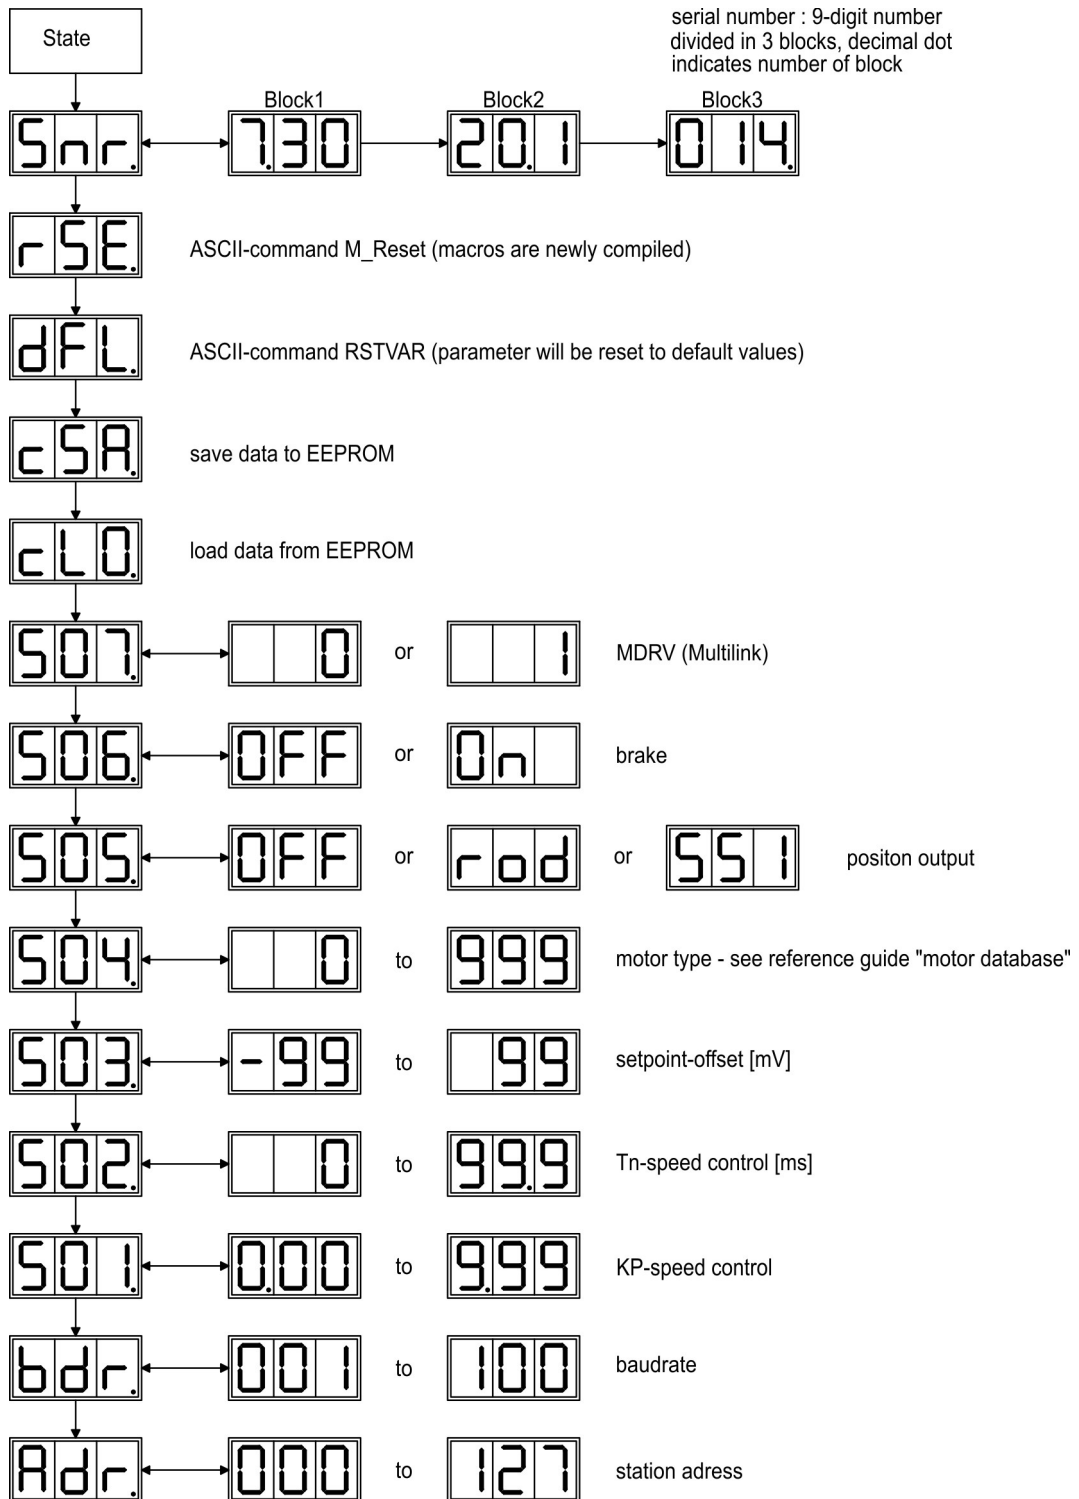 serial number : 9-digit number
divided in 3 blocks, decimal dot
indicates number of block
State
Block1 Block2 Block3
Snr. 7.30 20.1 014.
rSE. ASCII-command M_Reset (macros are newly compiled)
dFL. ASCII-command RSTVAR (parameter will be reset to default values)
cSA. save data to EEPROM
cLO. load data from EEPROM
S07. 0 or 1 MDRV (Multilink)
S06. OFF or On brake
S05. OFF or rod or SSI positon output
S04. 0 to 999 motor type - see reference guide "motor database"
S03. -99 to 99 setpoint-offset [mV]
S02. 0 to 99.9 Tn-speed control [ms]
S01. 0.00 to 9.99 KP-speed control
bdr. 001 to 100 baudrate
Adr. 000 to 127 station adress